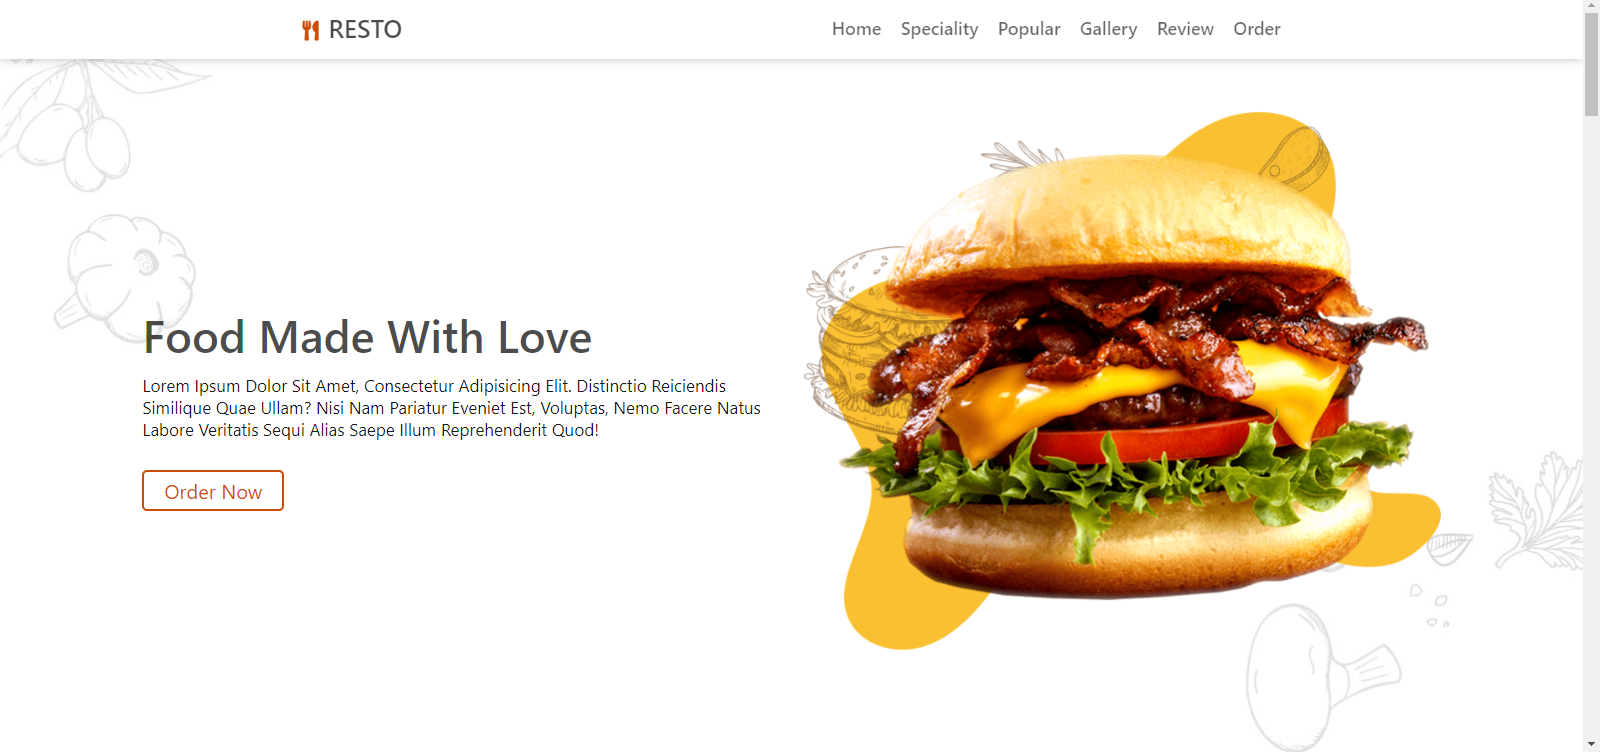 RESTO
Home Speciality Popular Gallery Review Order
Food Made With Love
Lorem Ipsum Dolor Sit Amet, Consectetur Adipisicing Elit. Distinctio Reiciendis
Similique Quae Ullam? Nisi Nam Pariatur Eveniet Est, Voluptas, Nemo Facere Natus
Labore Veritatis Sequi Alias Saepe Illum Reprehenderit Quod!
Order Now